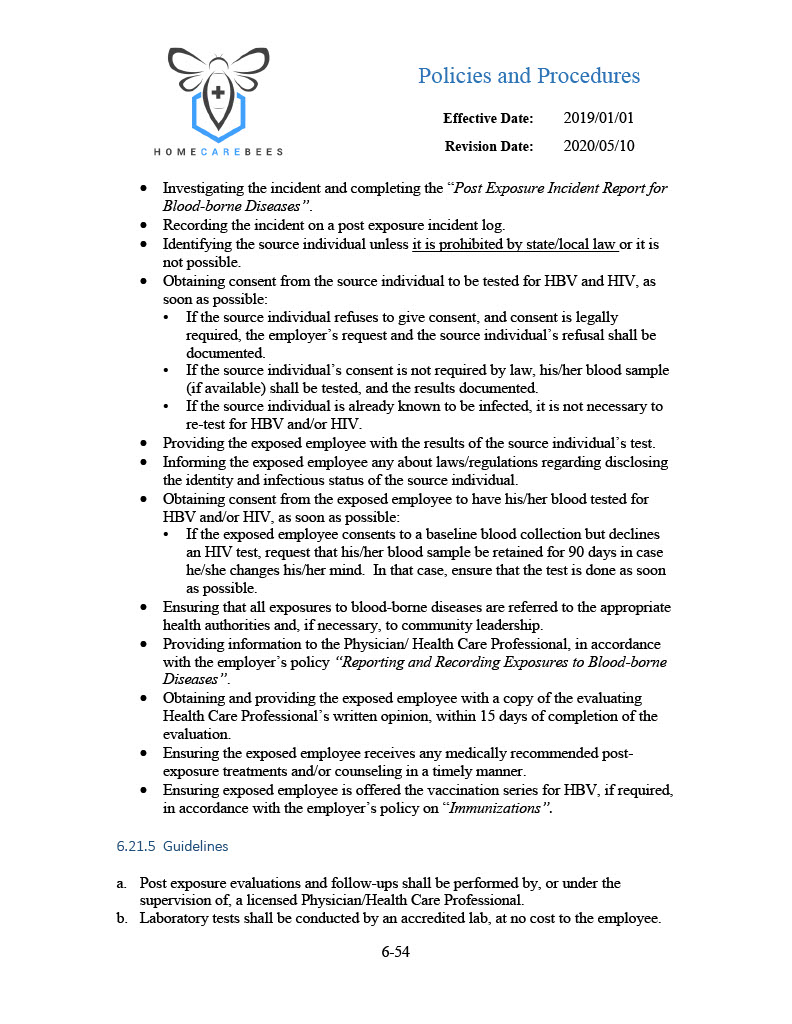 Policies and Procedures
Effective Date: 2019/01/01
Revision Date: 2020/05/10
HOMECAREBEES
• Investigating the incident and completing the “Post Exposure Incident Report for
Blood-borne Diseases”.
• Recording the incident on a post exposure incident log.
• Identifying the source individual unless it is prohibited by state/local law or it is
not possible.
• Obtaining consent from the source individual to be tested for HBV and HIV, as
soon as possible:
• If the source individual refuses to give consent, and consent is legally
required, the employer’s request and the source individual’s refusal shall be
documented.
• If the source individual’s consent is not required by law, his/her blood sample
(if available) shall be tested, and the results documented.
• If the source individual is already known to be infected, it is not necessary to
re-test for HBV and/or HIV.
• Providing the exposed employee with the results of the source individual’s test.
• Informing the exposed employee any about laws/regulations regarding disclosing
the identity and infectious status of the source individual.
• Obtaining consent from the exposed employee to have his/her blood tested for
HBV and/or HIV, as soon as possible:
• If the exposed employee consents to a baseline blood collection but declines
an HIV test, request that his/her blood sample be retained for 90 days in case
he/she changes his/her mind.  In that case, ensure that the test is done as soon
as possible.
• Ensuring that all exposures to blood-borne diseases are referred to the appropriate
health authorities and, if necessary, to community leadership.
• Providing information to the Physician/ Health Care Professional, in accordance
with the employer’s policy “Reporting and Recording Exposures to Blood-borne
Diseases”.
• Obtaining and providing the exposed employee with a copy of the evaluating
Health Care Professional’s written opinion, within 15 days of completion of the
evaluation.
• Ensuring the exposed employee receives any medically recommended post-
exposure treatments and/or counseling in a timely manner.
• Ensuring exposed employee is offered the vaccination series for HBV, if required,
in accordance with the employer’s policy on “Immunizations”.
6.21.5 Guidelines
a. Post exposure evaluations and follow-ups shall be performed by, or under the
supervision of, a licensed Physician/Health Care Professional.
b. Laboratory tests shall be conducted by an accredited lab, at no cost to the employee.
6-54